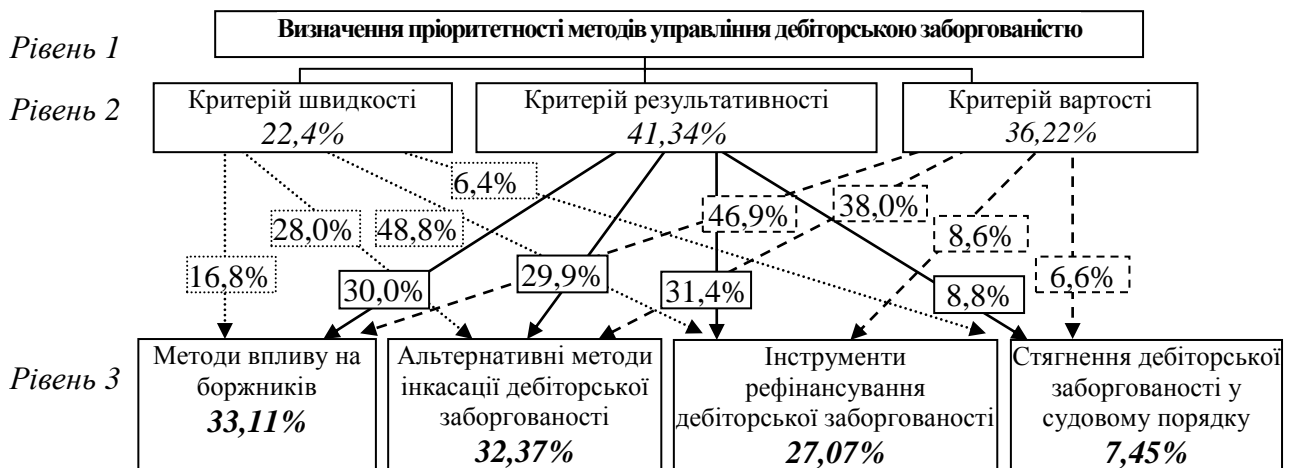 Визначення пріоритетності методів управління дебіторською заборгованістю
Рівень 1
Рівень 2
Критерій швидкості
22,4%
Критерій результативності
41,34%
Критерій вартості
36,22%
6,4%
28,0%
48,8%
46,9%
38,0%
8,6%
16,8%
30,0%
29,9%
31,4%
8,8%
6,6%
Рівень 3
Методи впливу на
боржників
33,11%
Альтернативні методи
інкасації дебіторської
заборгованості
32,37%
Інструменти
рефінансування
дебіторської заборгованості
27,07%
Стягнення дебіторської
заборгованості у
судовому порядку
7,45%